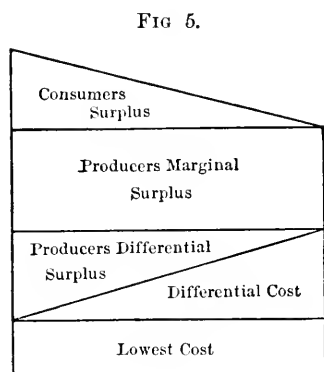 FIG 5.
Consumers
Surplus
Producers Marginal
Surplus
Producers Differential
Surplus
Differential Cost
Lowest Cost